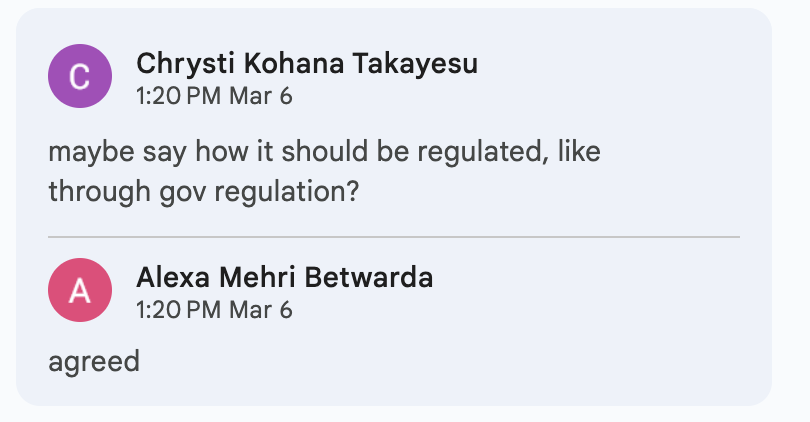 C
Chrysti Kohana Takayesu
1:20 PM Mar 6
maybe say how it should be regulated, like
through gov regulation?
A
Alexa Mehri Betwarda
1:20 PM Mar 6
agreed